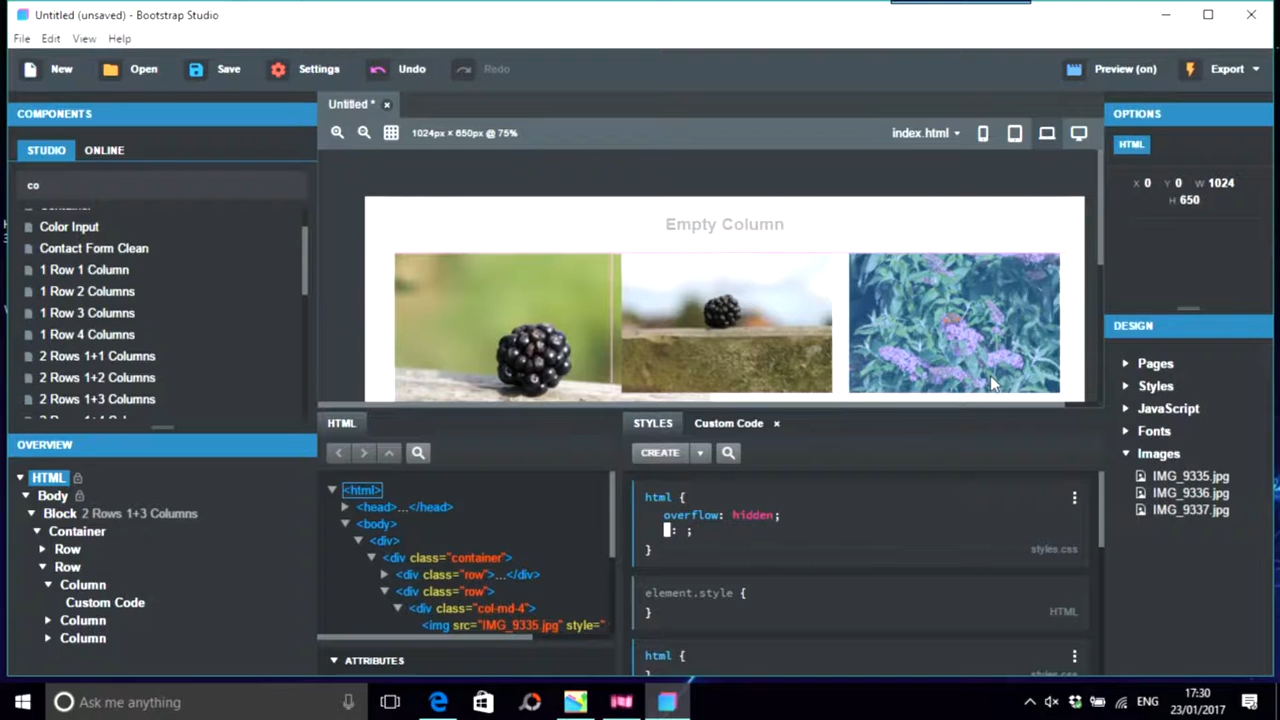 Untitled (unsaved) - Bootstrap Studio
File Edit View Help
New Open Save Settings Undo Redo Preview (on) Export
COMPONENTS
STUDIO ONLINE
co
Color Input
Contact Form Clean
1 Row 1 Column
1 Row 2 Columns
1 Row 3 Columns
1 Row 4 Columns
2 Rows 1+1 Columns
2 Rows 1+2 Columns
2 Rows 1+3 Columns
OVERVIEW
HTML
Body
Block 2 Rows 1+3 Columns
Container
Row
Row
Column
Custom Code
Column
Column
Untitled *
1024px × 650px @ 75%
index.html
Empty Column
HTML
<html>
<head>...</head>
<body>
<div>
<div class="container">
<div class="row">...</div>
<div class="row">
<div class="col-md-4">
<img src="IMG_9335.jpg" style="
ATTRIBUTES
STYLES Custom Code
CREATE
html {
overflow: hidden;
: ;
}
styles.css
element.style {
}
HTML
html {
OPTIONS
HTML
X 0 Y 0 W 1024
H 650
DESIGN
Pages
Styles
JavaScript
Fonts
Images
IMG_9335.jpg
IMG_9336.jpg
IMG_9337.jpg
Ask me anything
ENG
17:30
23/01/2017